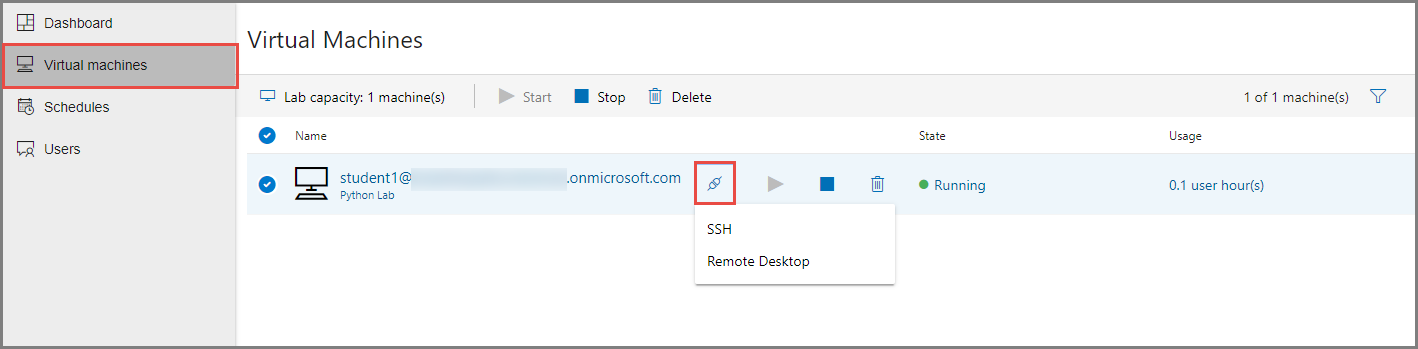 Dashboard
Virtual machines
Schedules
Users
Virtual Machines
Lab capacity: 1 machine(s) Start Stop Delete 1 of 1 machine(s)
Name State Usage
student1@ .onmicrosoft.com Running 0.1 user hour(s)
Python Lab
SSH
Remote Desktop